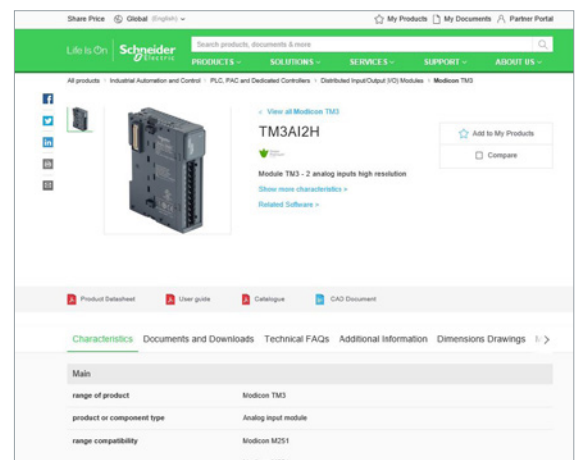 Share Price Global (English) My Products My Documents Partner Portal
Life Is On Schneider Electric Search products, documents & more
PRODUCTS SOLUTIONS SERVICES SUPPORT ABOUT US
All products Industrial Automation and Control PLC, PAC and Dedicated Controllers Distributed Input/Output (I/O) Modules Modicon TM3
< View all Modicon TM3
TM3AI2H
Add to My Products
Compare
Module TM3 - 2 analog inputs high resolution
Show more characteristics >
Related Software >
Product Datasheet User guide Catalogue CAD Document
Characteristics Documents and Downloads Technical FAQs Additional Information Dimensions Drawings
Main
range of product Modicon TM3
product or component type Analog input module
range compatibility Modicon M251